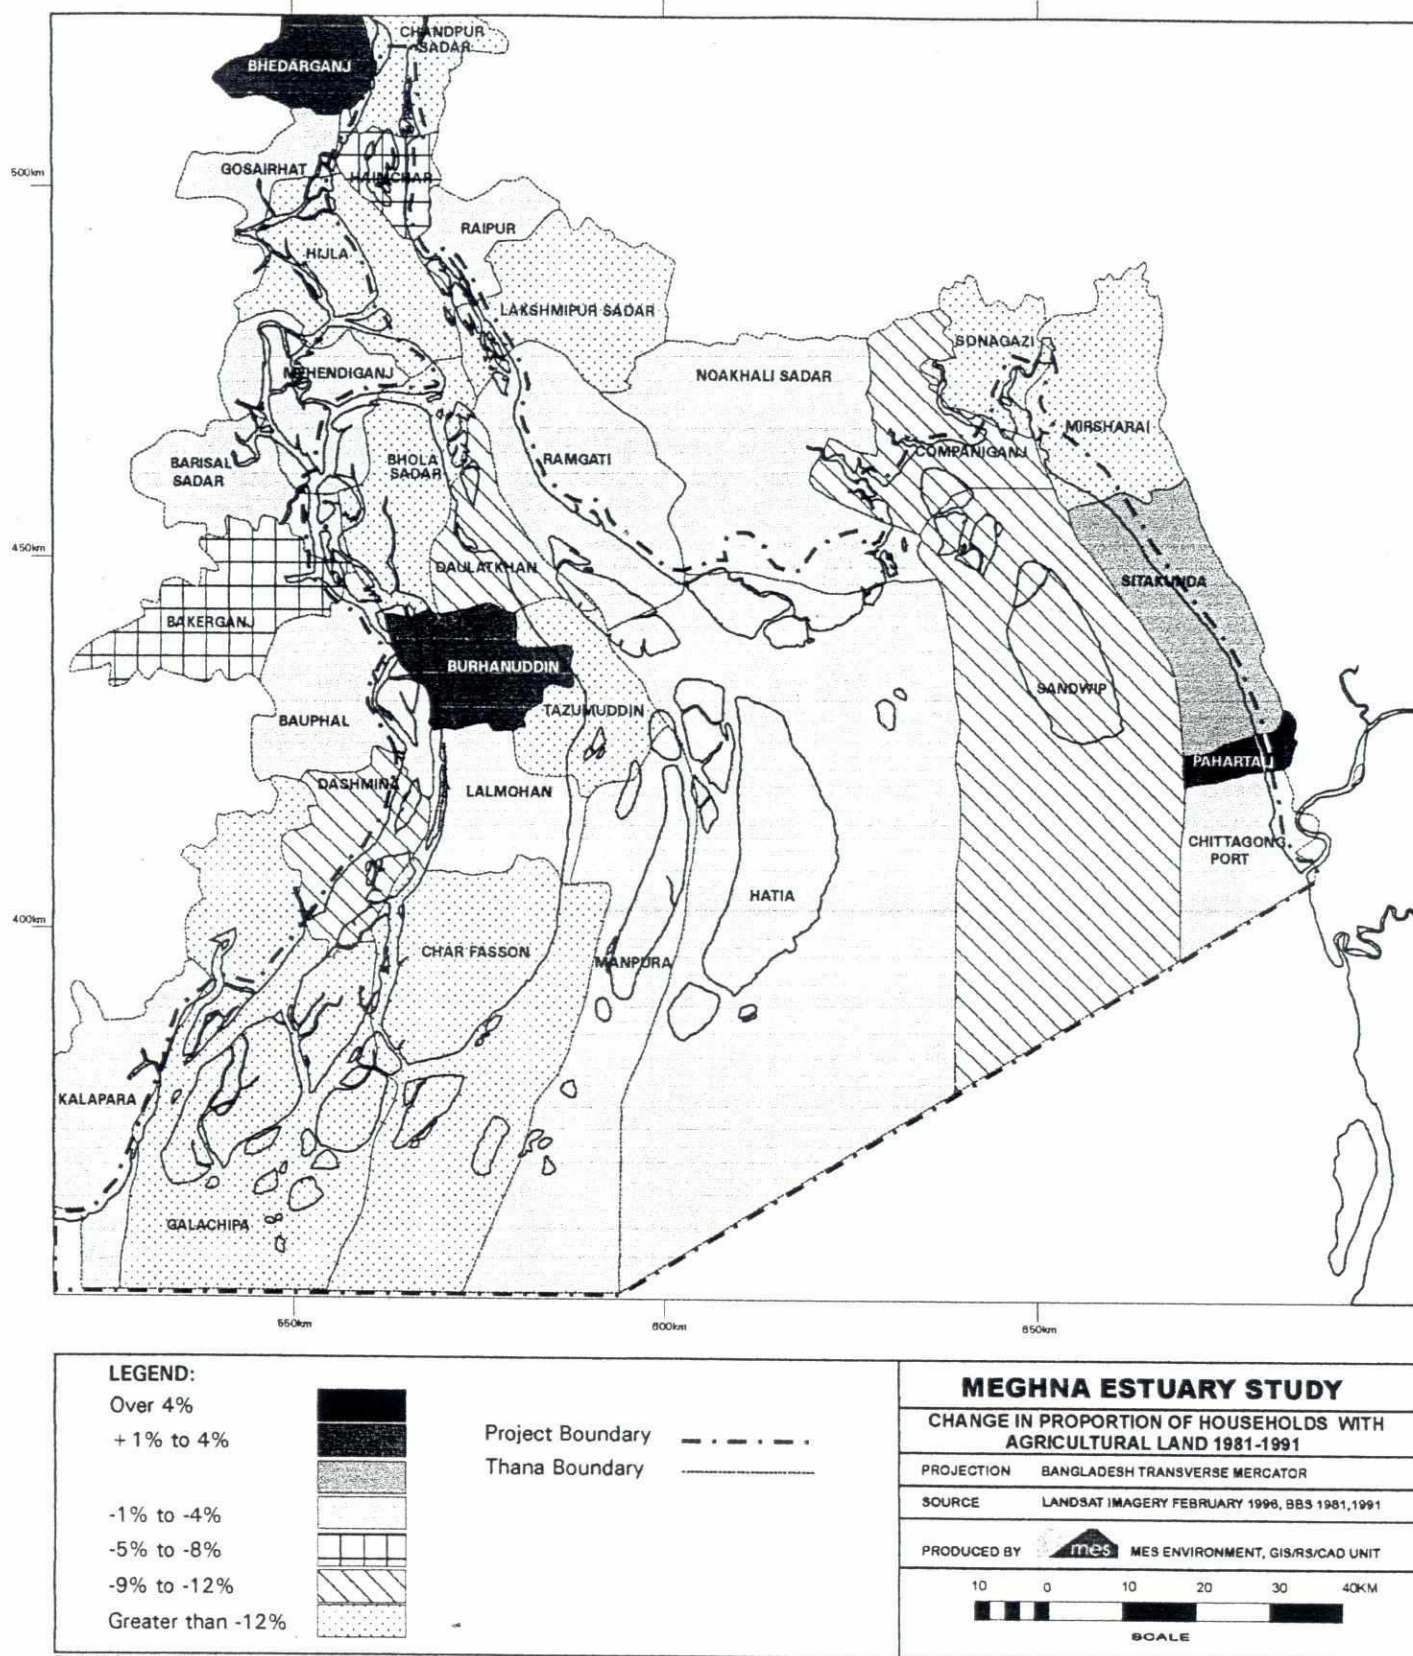 CHANDPUR
SADAR
BHEDARGANJ
500km
GOSAIRHAT
HAIMCHAR
RAIPUR
HIJLA
LAKSHMIPUR SADAR
SONAGAZI
MEHENDIGANJ
NOAKHALI SADAR
MIRSHARAI
BARISAL
SADAR
BHOLA
SADAR
RAMGATI
COMPANIGANJ
450km
DAULATKHAN
SITAKUNDA
BAKERGANJ
BURHANUDDIN
SANDWIP
BAUPHAL
TAZUMUDDIN
PAHARTALI
DASHMINA
LALMOHAN
CHITTAGONG
PORT
400km
HATIA
CHAR FASSON
MANPURA
KALAPARA
GALACHIPA
550km
600km
650km
LEGEND:
Over 4%
+ 1% to 4%
-1% to -4%
-5% to -8%
-9% to -12%
Greater than -12%
Project Boundary
Thana Boundary
MEGHNA ESTUARY STUDY
CHANGE IN PROPORTION OF HOUSEHOLDS WITH
AGRICULTURAL LAND 1981-1991
PROJECTION BANGLADESH TRANSVERSE MERCATOR
SOURCE LANDSAT IMAGERY FEBRUARY 1996, BBS 1981,1991
PRODUCED BY mes MES ENVIRONMENT, GIS/RS/CAD UNIT
10 0 10 20 30 40KM
SCALE